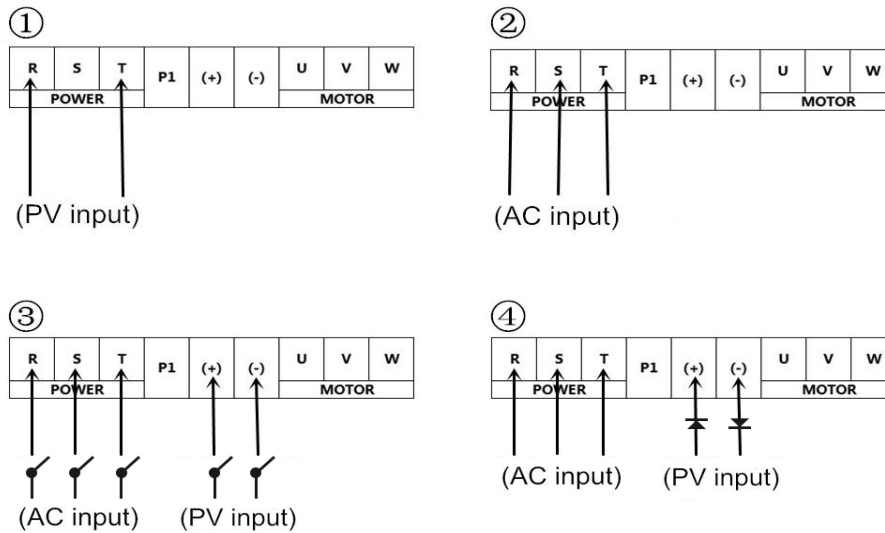 ①
R S T P1 (+) (-) U V W
POWER MOTOR
(PV input)
②
R S T P1 (+) (-) U V W
POWER MOTOR
(AC input)
③
R S T P1 (+) (-) U V W
POWER MOTOR
(AC input) (PV input)
④
R S T P1 (+) (-) U V W
POWER MOTOR
(AC input) (PV input)